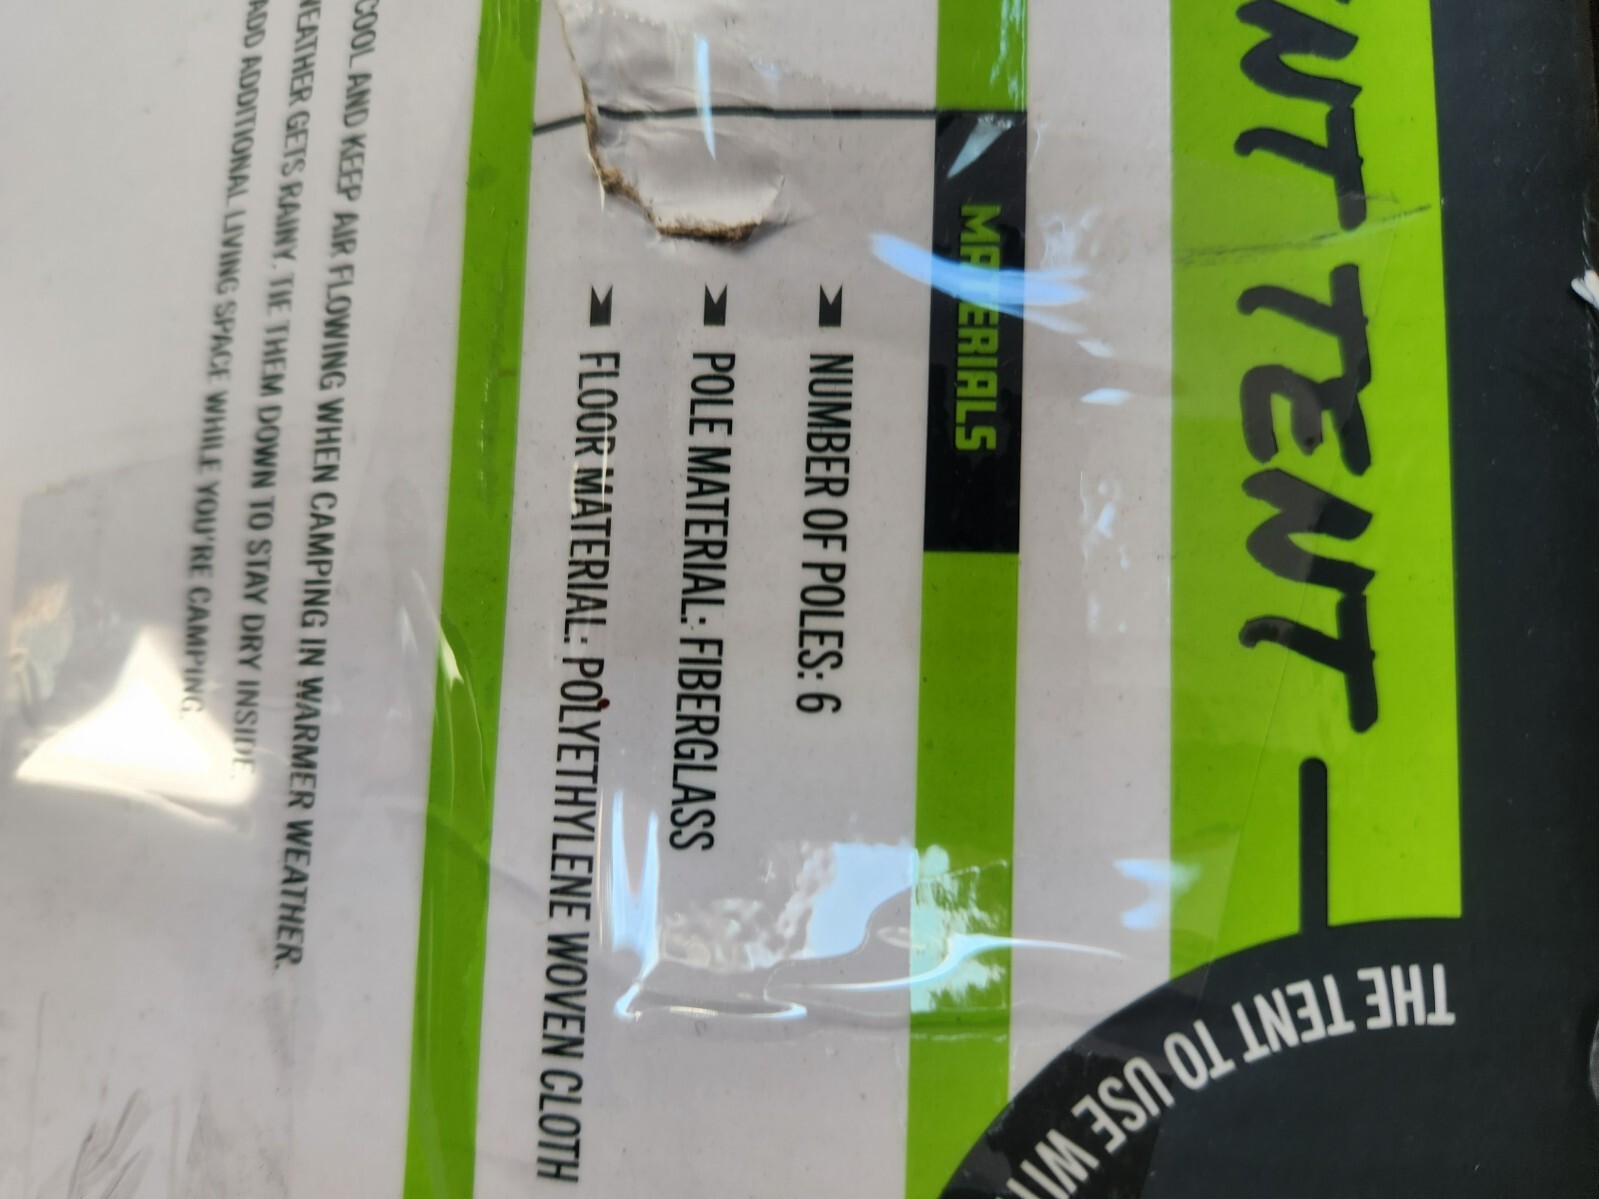 NT TENT
THE TENT TO USE
MATERIALS
NUMBER OF POLES: 6
POLE MATERIAL: FIBERGLASS
FLOOR MATERIAL: POLYETHYLENE WOVEN CLOTH
COOL AND KEEP AIR FLOWING WHEN CAMPING IN WARMER WEATHER.
WEATHER GETS RAINY. TIE THEM DOWN TO STAY DRY INSIDE.
ADD ADDITIONAL LIVING SPACE WHILE YOU'RE CAMPING.